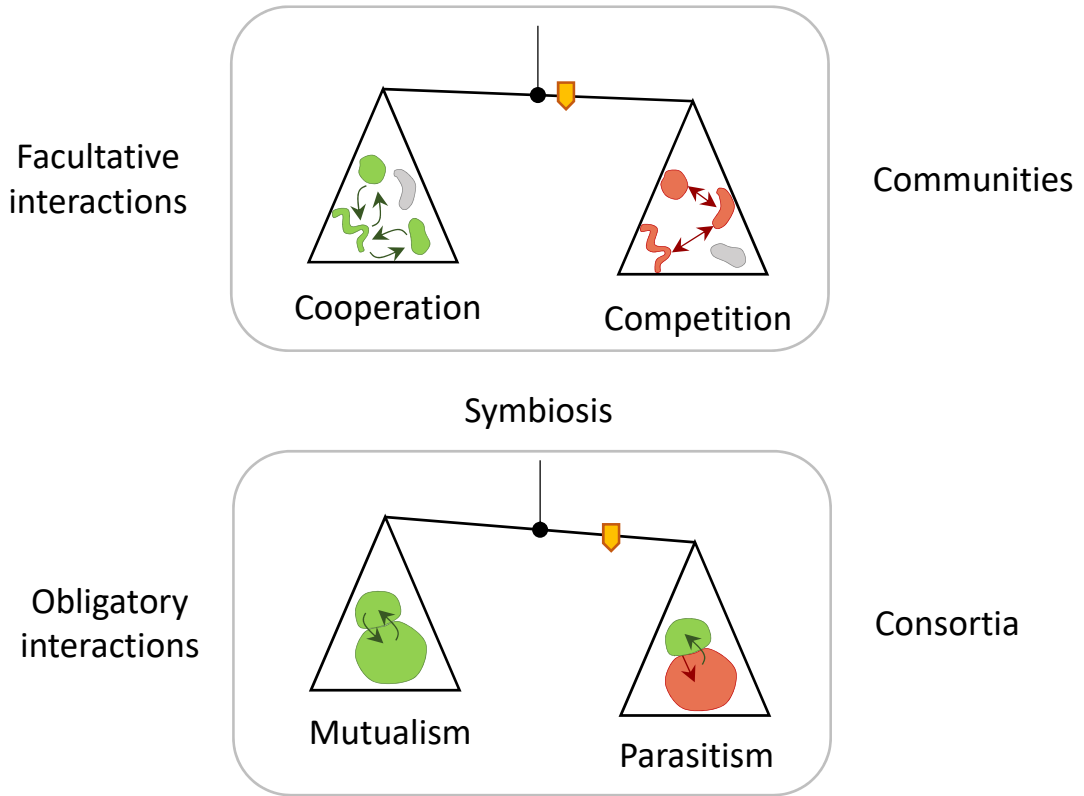 Facultative
interactions
Communities
Cooperation
Competition
Symbiosis
Obligatory
interactions
Consortia
Mutualism
Parasitism